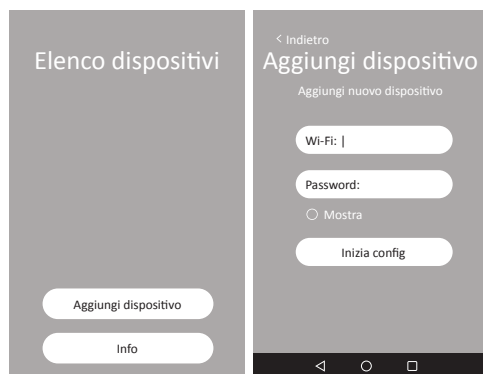 Elenco dispositivi
Aggiungi dispositivo
Info
< Indietro
Aggiungi dispositivo
Aggiungi nuovo dispositivo
Wi-Fi: |
Password:
Mostra
Inizia config